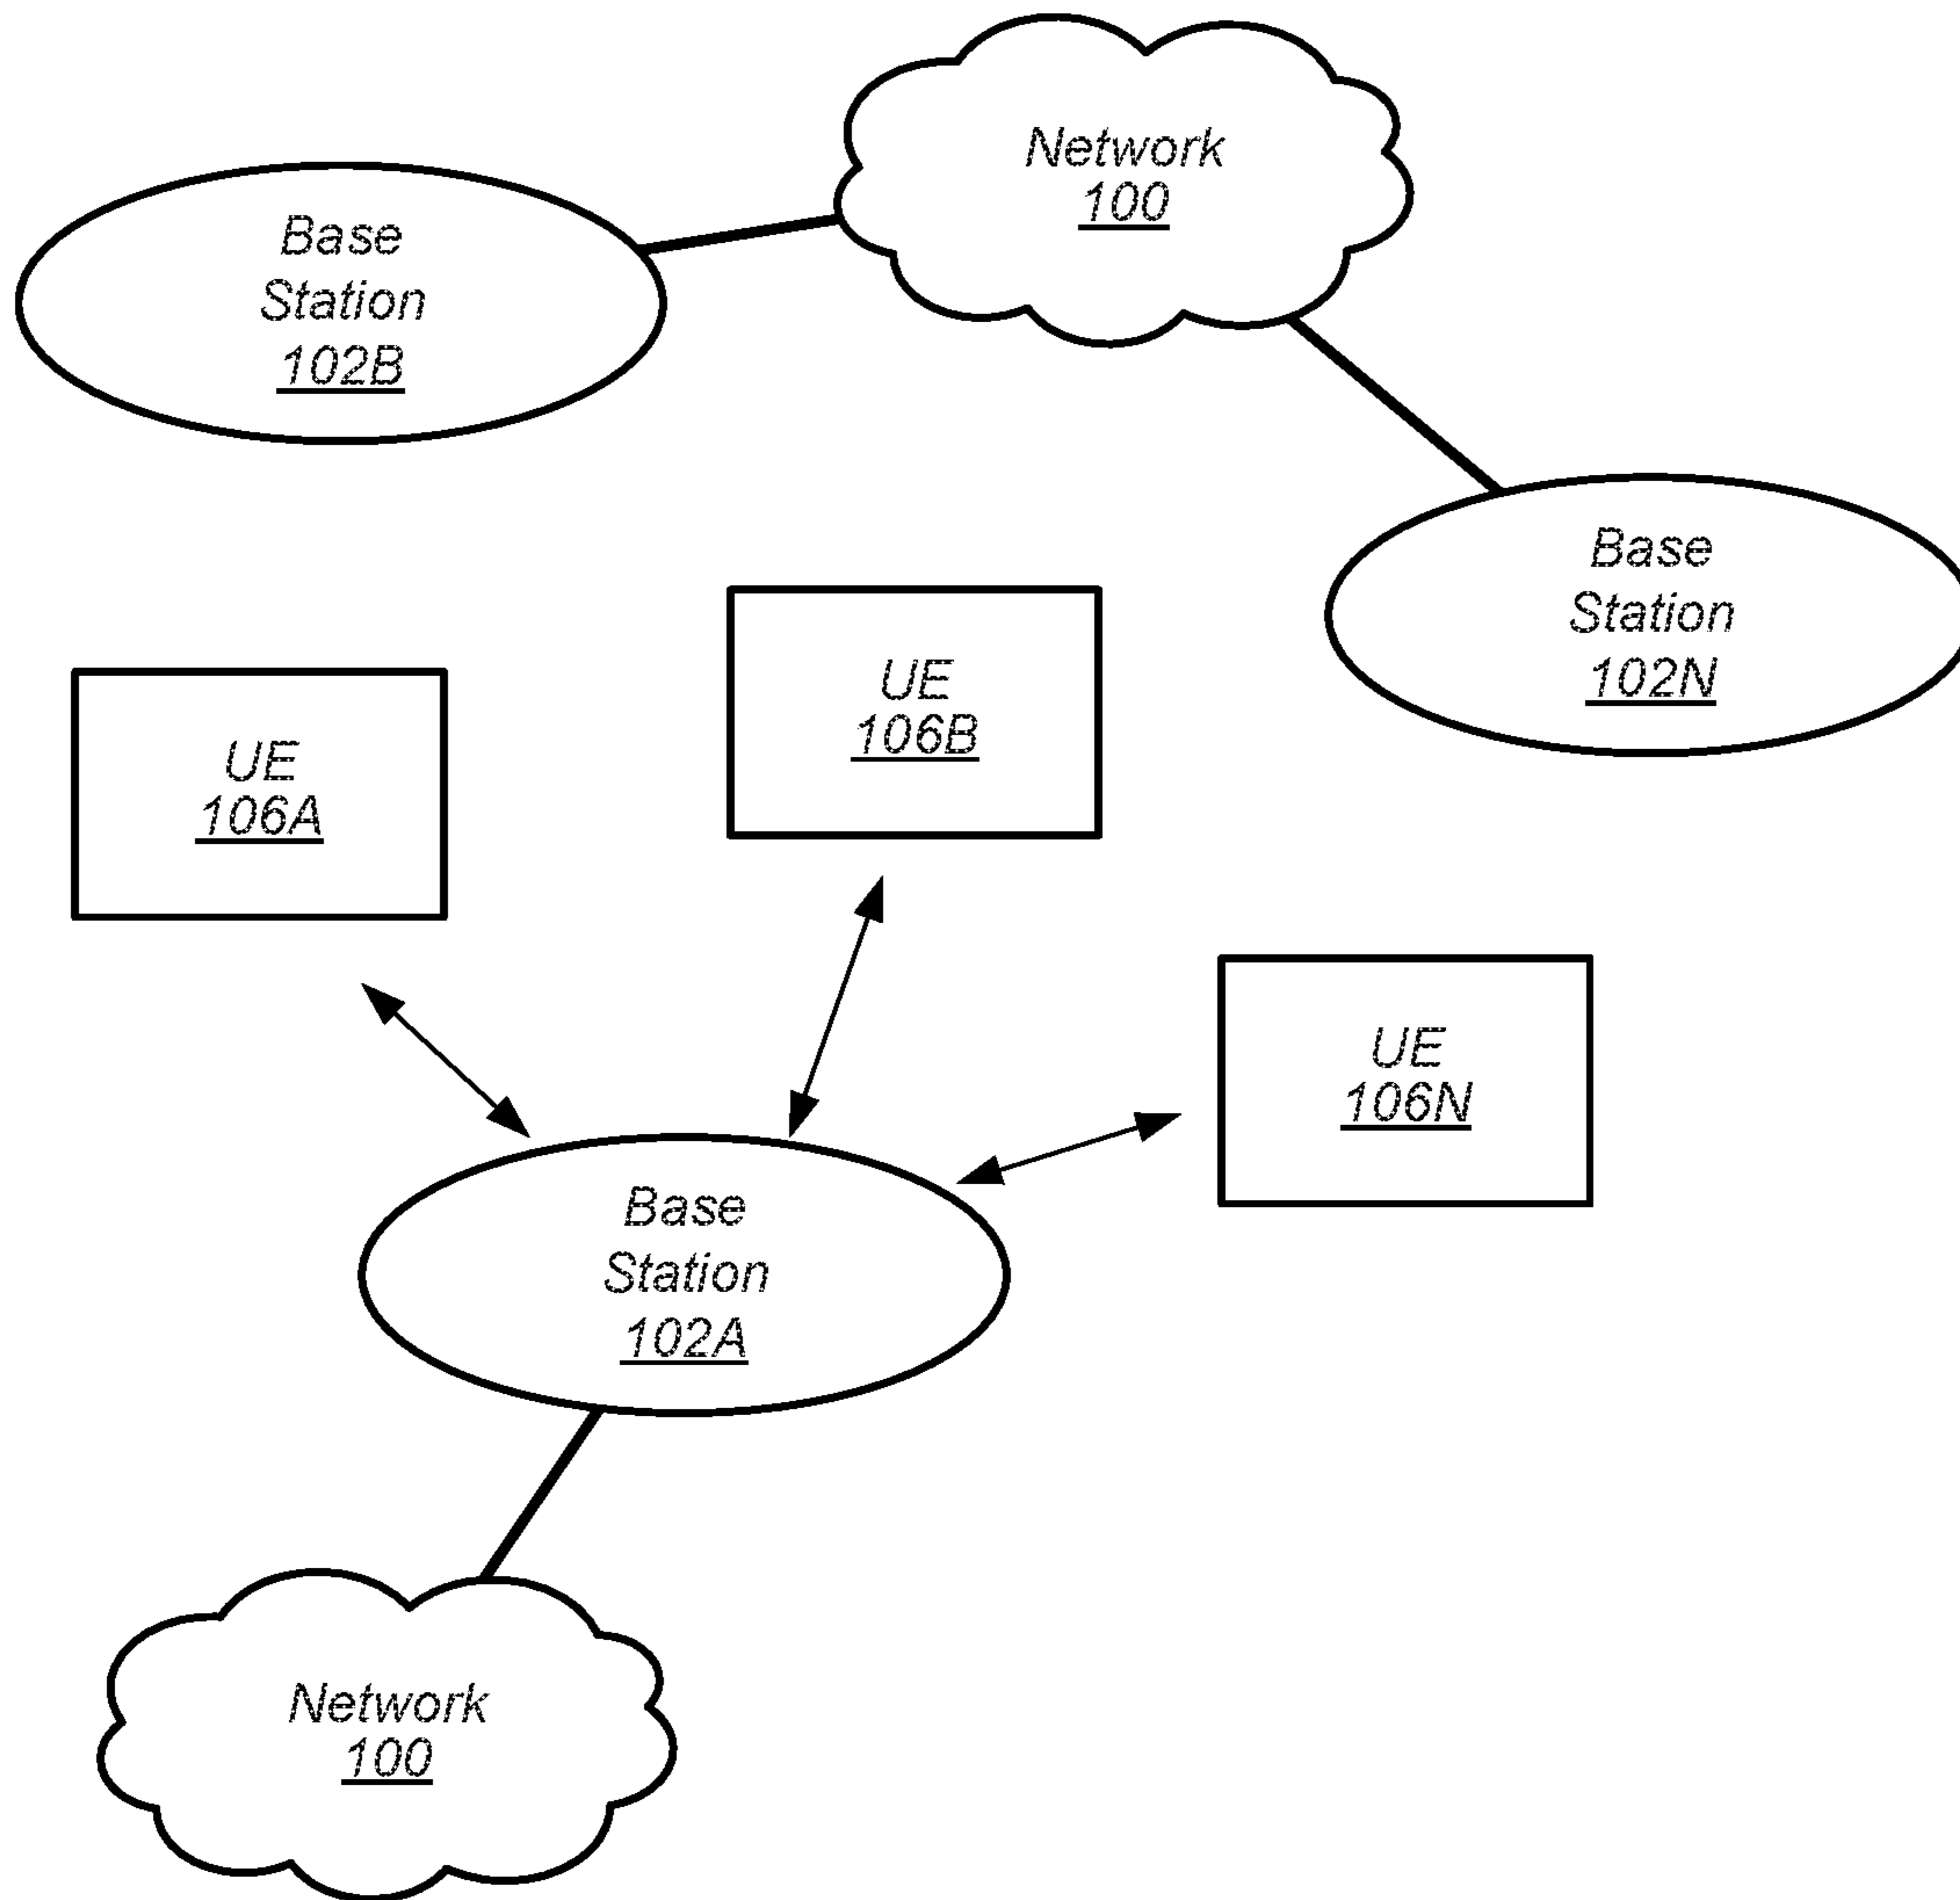 Network
100
Base
Station
102B
Base
Station
102N
UE
106B
UE
106A
UE
106N
Base
Station
102A
Network
100